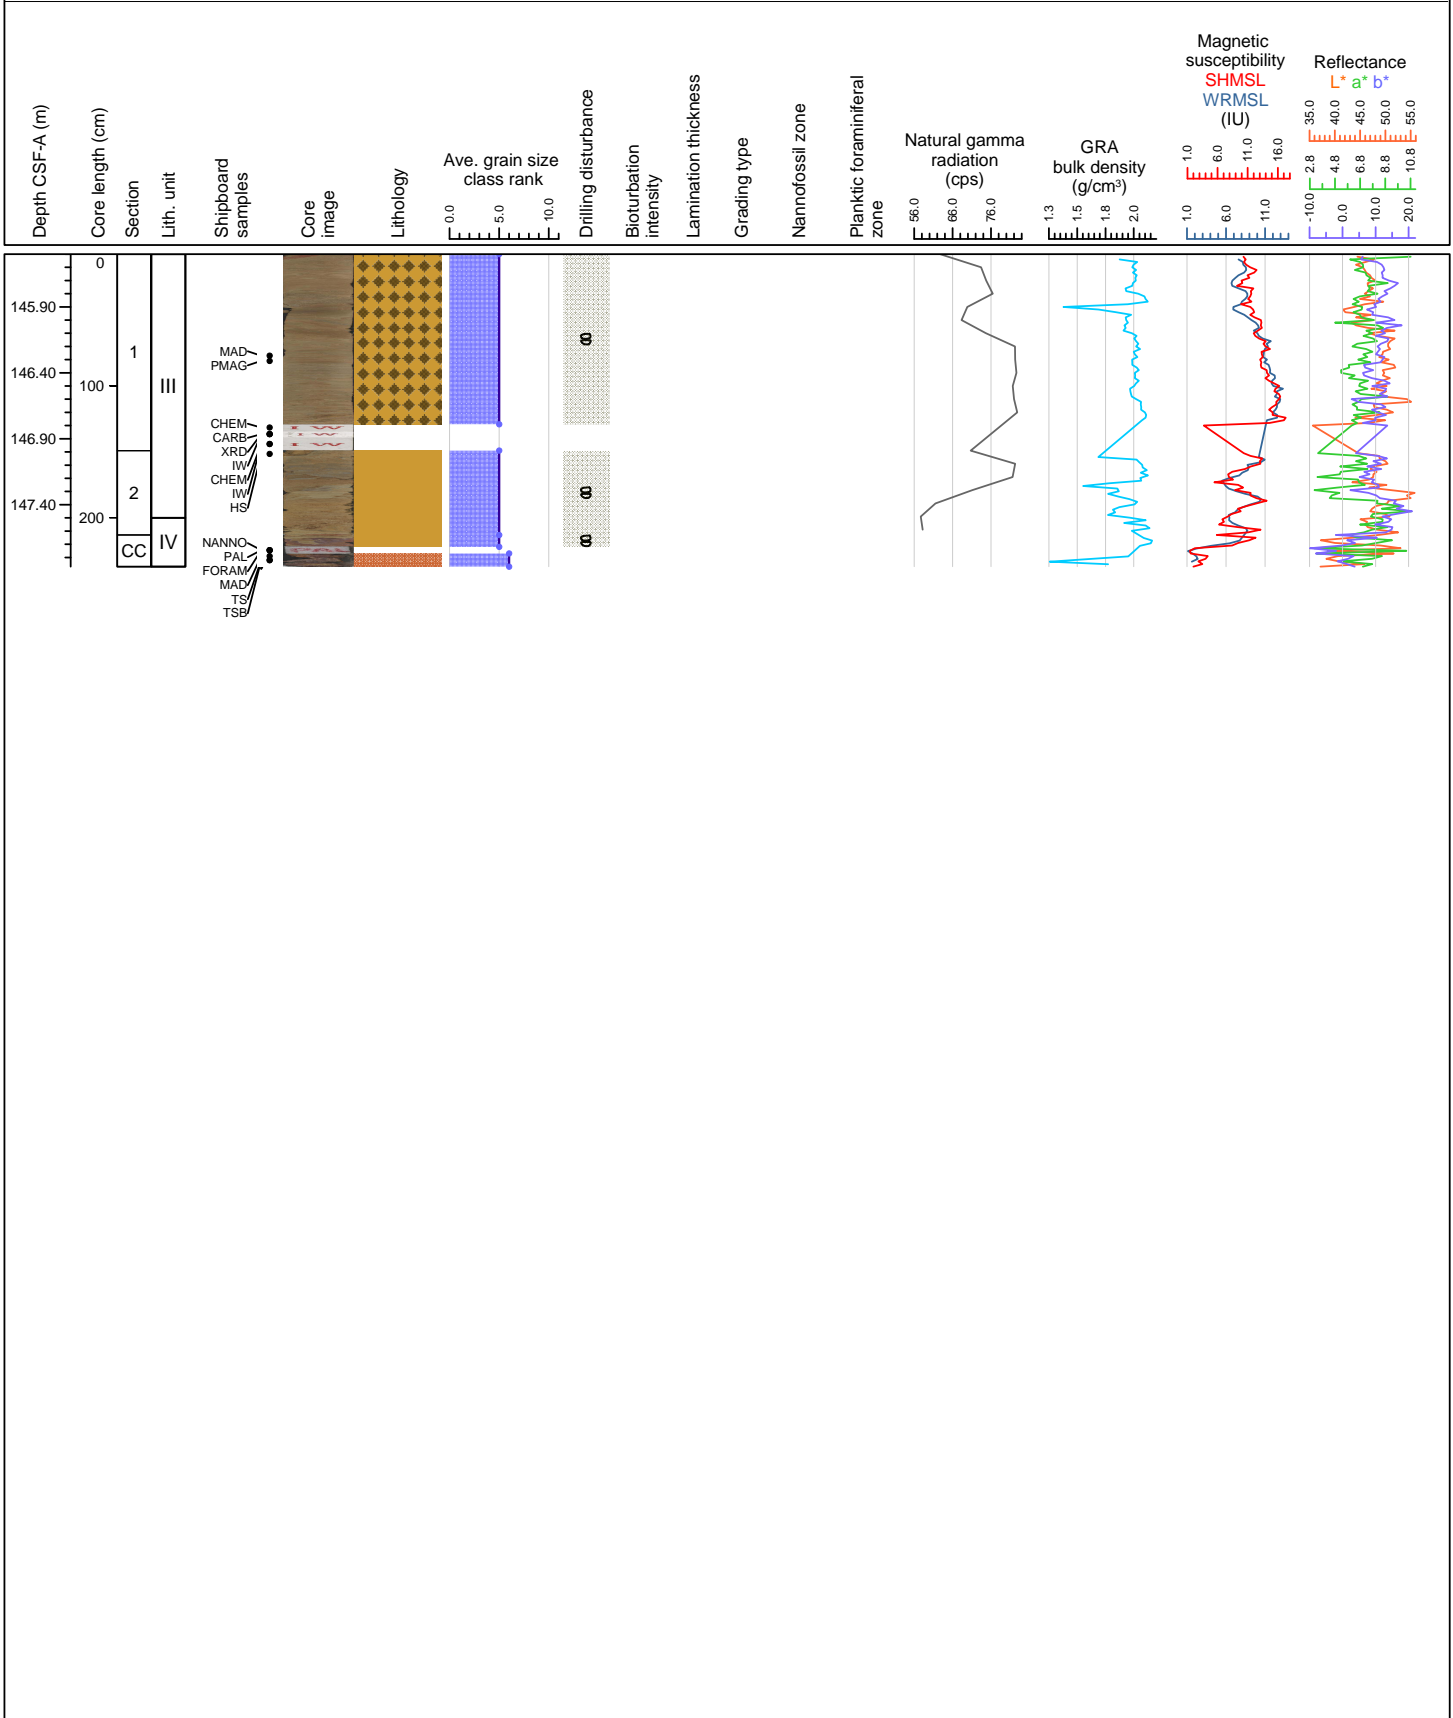 Depth CSF-A (m)
Core length (cm)
Section
Lith. unit
Shipboard
samples
Core
image
Lithology
Ave. grain size
class rank
0.0
5.0
10.0
Drilling disturbance
Bioturbation
intensity
Lamination thickness
Grading type
Nannofossil zone
Planktic foraminiferal
zone
Natural gamma
radiation
(cps)
56.0
66.0
76.0
GRA
bulk density
(g/cm³)
1.3
1.5
1.8
2.0
Magnetic
susceptibility
SHMSL
WRMSL
(IU)
1.0
6.0
11.0
16.0
1.0
6.0
11.0
Reflectance
L* a* b*
35.0
40.0
45.0
50.0
55.0
2.8
4.8
6.8
8.8
10.8
-10.0
0.0
10.0
20.0
145.90
146.40
146.90
147.40
0
100
200
1
2
CC
III
IV
MAD
PMAG
CHEM
CARB
XRD
IW
CHEM
IW
HS
NANNO
PAL
FORAM
MAD
TS
TSB
I W
I W
I W
PAL